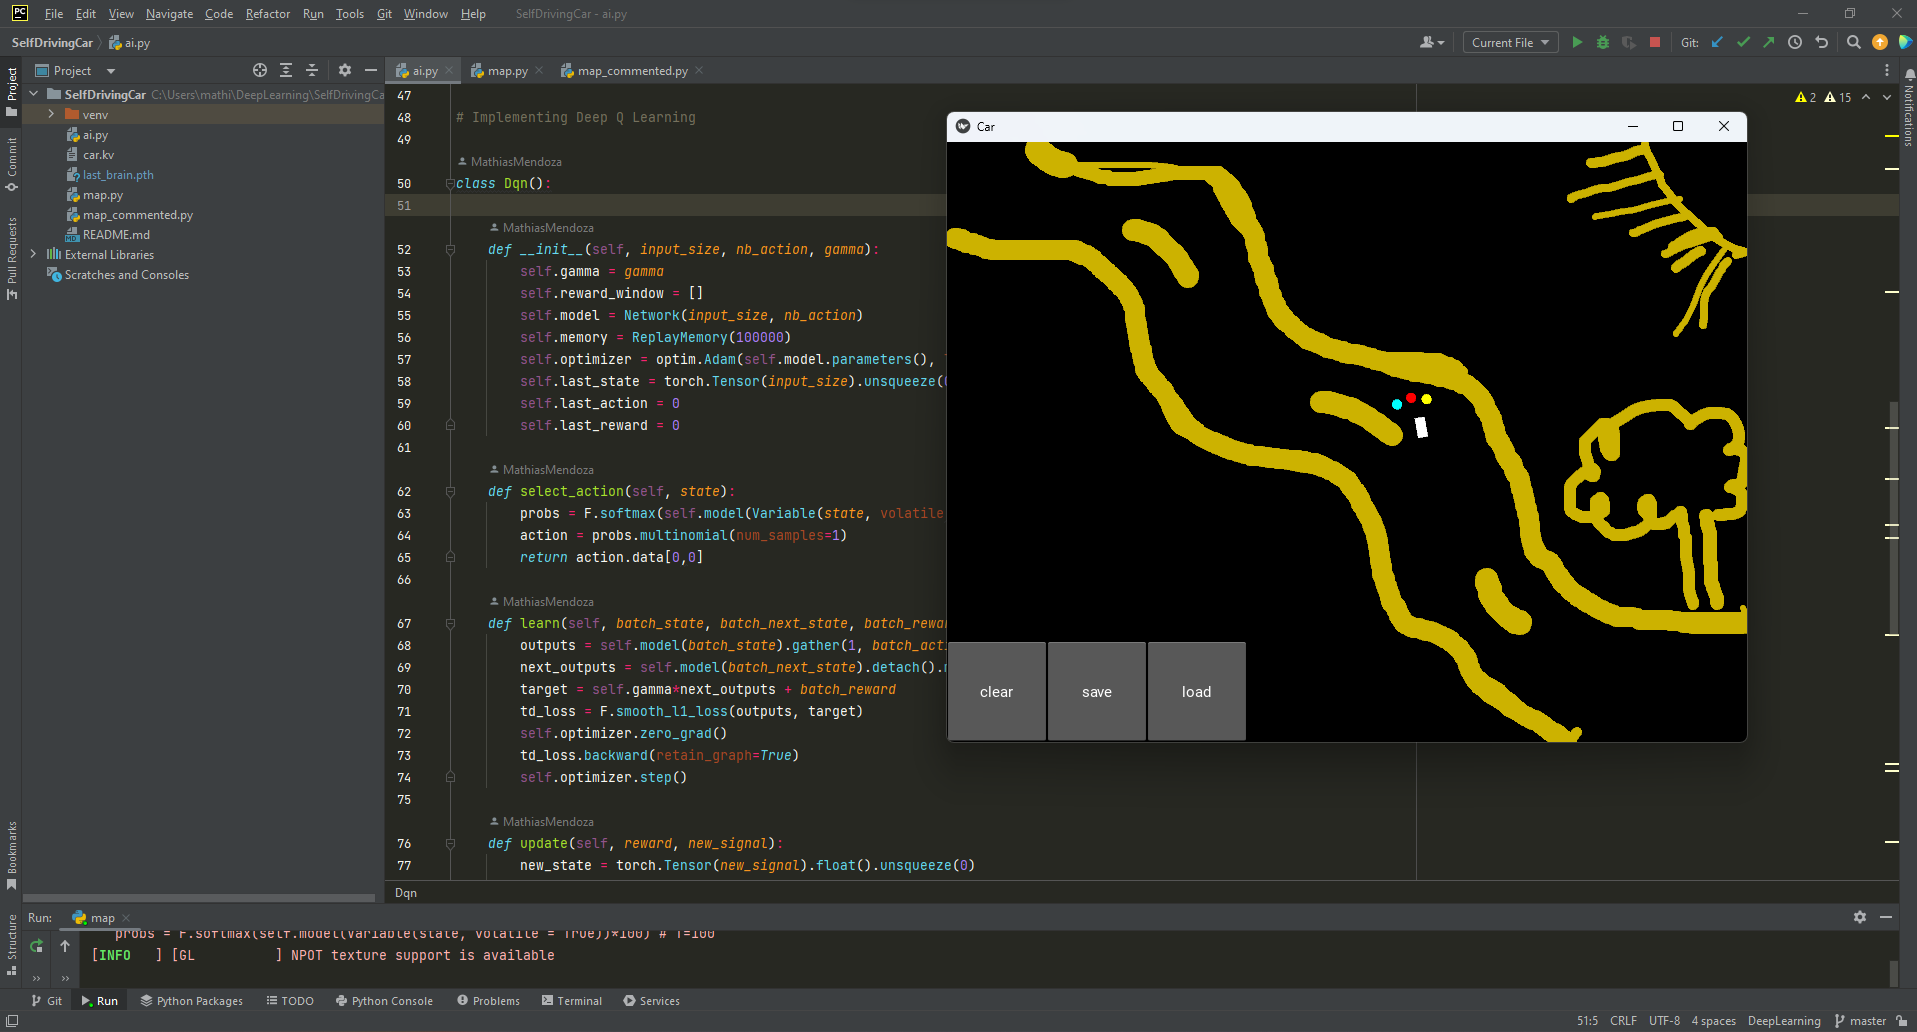 PC File Edit View Navigate Code Refactor Run Tools Git Window Help SelfDrivingCar - ai.py
SelfDrivingCar ai.py Current File Git:
Project
ai.py map.py map_commented.py
SelfDrivingCar C:\Users\mathi\DeepLearning\SelfDrivingCa
venv
ai.py
car.kv
last_brain.pth
map.py
map_commented.py
README.md
External Libraries
Scratches and Consoles
Project
Commit
Pull Requests
Bookmarks
Structure
Notifications
2 15
47
48 # Implementing Deep Q Learning
49
MathiasMendoza
50 class Dqn():
51
MathiasMendoza
52 def __init__(self, input_size, nb_action, gamma):
53 self.gamma = gamma
54 self.reward_window = []
55 self.model = Network(input_size, nb_action)
56 self.memory = ReplayMemory(100000)
57 self.optimizer = optim.Adam(self.model.parameters(),
58 self.last_state = torch.Tensor(input_size).unsqueeze(
59 self.last_action = 0
60 self.last_reward = 0
61
MathiasMendoza
62 def select_action(self, state):
63 probs = F.softmax(self.model(Variable(state, volatile
64 action = probs.multinomial(num_samples=1)
65 return action.data[0,0]
66
MathiasMendoza
67 def learn(self, batch_state, batch_next_state, batch_rewa
68 outputs = self.model(batch_state).gather(1, batch_acti
69 next_outputs = self.model(batch_next_state).detach().
70 target = self.gamma*next_outputs + batch_reward
71 td_loss = F.smooth_l1_loss(outputs, target)
72 self.optimizer.zero_grad()
73 td_loss.backward(retain_graph=True)
74 self.optimizer.step()
75
MathiasMendoza
76 def update(self, reward, new_signal):
77 new_state = torch.Tensor(new_signal).float().unsqueeze(0)
Dqn
Car
clear save load
Run: map
probs = F.softmax(self.model(Variable(state, volatile = True))*100) # T=100
[INFO ] [GL ] NPOT texture support is available
Git Run Python Packages TODO Python Console Problems Terminal Services
51:5 CRLF UTF-8 4 spaces DeepLearning master